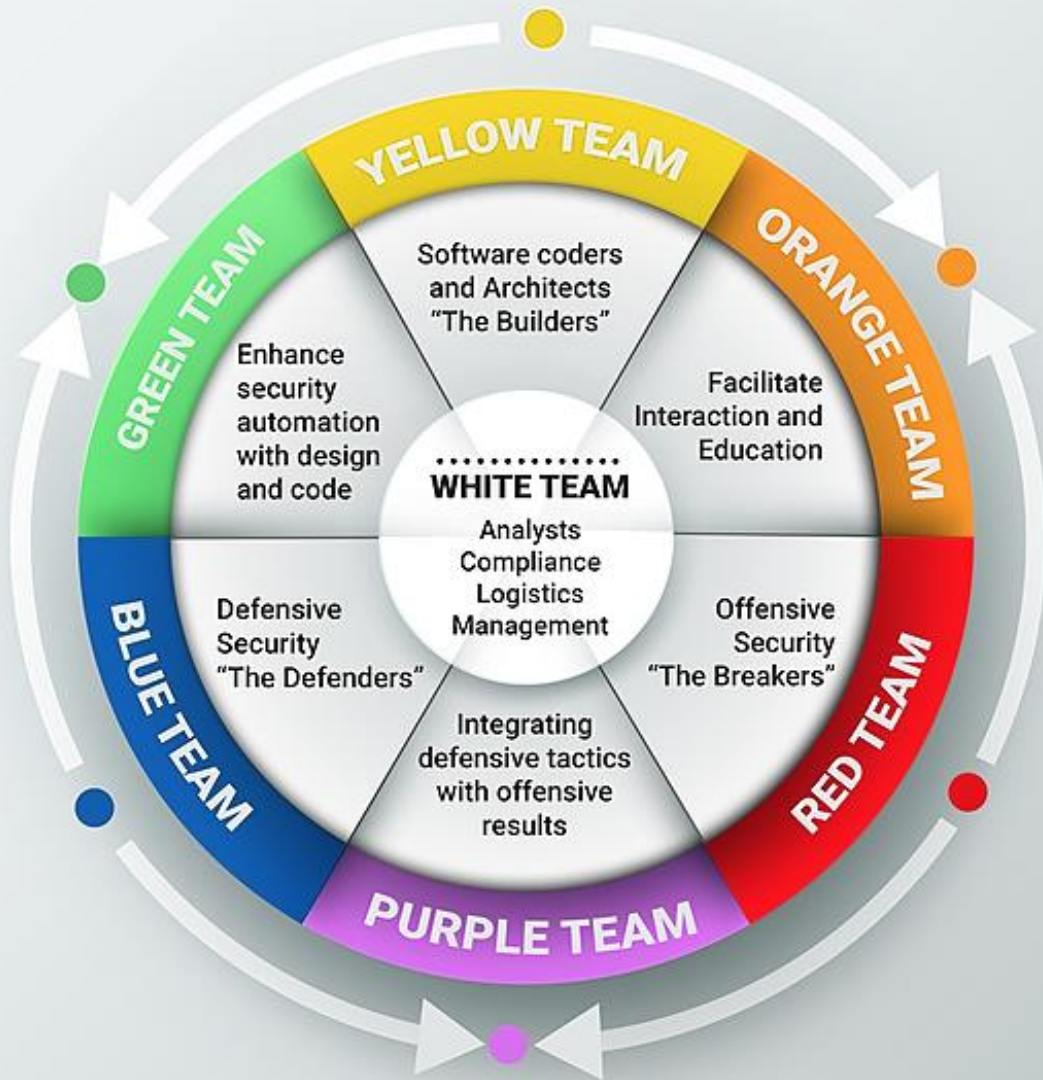 YELLOW TEAM
Software coders
and Architects
“The Builders”
ORANGE TEAM
Facilitate
Interaction and
Education
GREEN TEAM
Enhance
security
automation
with design
and code
WHITE TEAM
Analysts
Compliance
Logistics
Management
BLUE TEAM
Defensive
Security
“The Defenders”
RED TEAM
Offensive
Security
“The Breakers”
PURPLE TEAM
Integrating
defensive tactics
with offensive
results